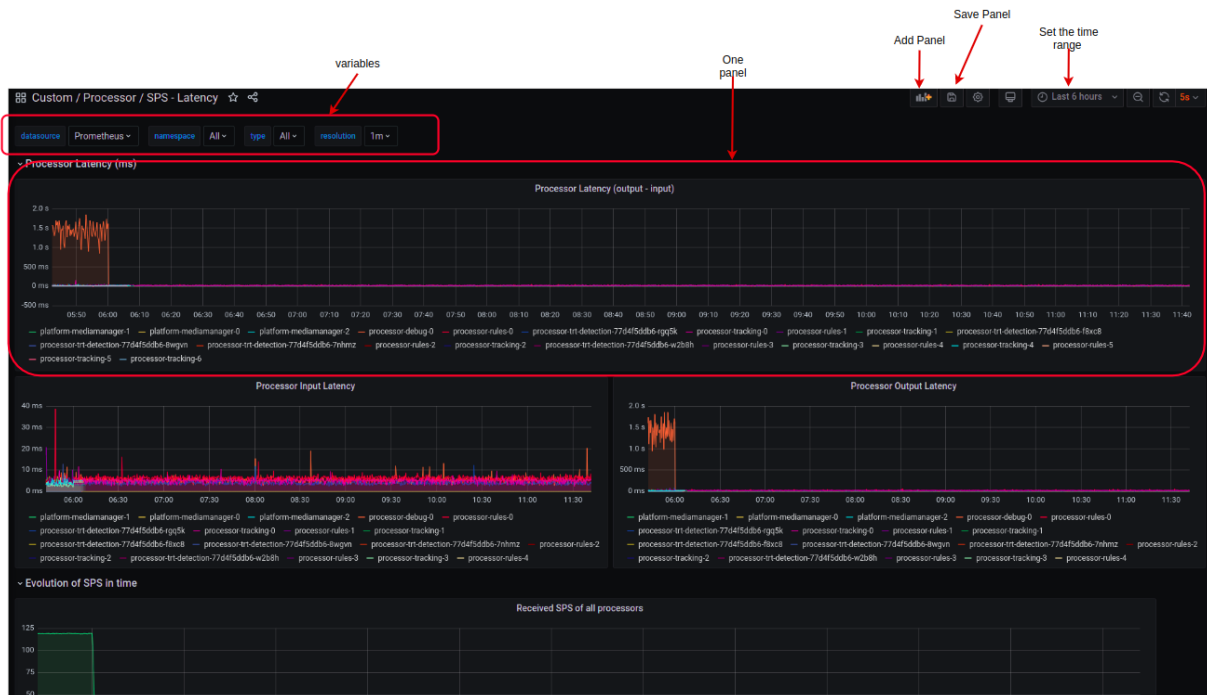 Save Panel
Add Panel
Set the time
range
variables
One
panel
Custom / Processor / SPS - Latency
Last 6 hours
5s
datasource Prometheus namespace All type All resolution 1m
Processor Latency (ms)
Processor Latency (output - input)
2.0 s
1.5 s
1.0 s
500 ms
0 ms
-500 ms
05:50 06:00 06:10 06:20 06:30 06:40 06:50 07:00 07:10 07:20 07:30 07:40 07:50 08:00 08:10 08:20 08:30 08:40 08:50 09:00 09:10 09:20 09:30 09:40 09:50 10:00 10:10 10:20 10:30 10:40 10:50 11:00 11:10 11:20 11:30 11:40
platform-mediamanager-1 platform-mediamanager-0 platform-mediamanager-2 processor-debug-0 processor-rules-0 processor-trt-detection-77d4f5ddb6-rgq5k processor-tracking-0 processor-rules-1 processor-tracking-1 processor-trt-detection-77d4f5ddb6-f8xc8
processor-trt-detection-77d4f5ddb6-8wgvn processor-trt-detection-77d4f5ddb6-7nhmz processor-rules-2 processor-tracking-2 processor-trt-detection-77d4f5ddb6-w2b8h processor-rules-3 processor-tracking-3 processor-rules-4 processor-tracking-4 processor-rules-5
processor-tracking-5 processor-tracking-6
Processor Input Latency
40 ms
30 ms
20 ms
10 ms
0 ms
06:00 06:30 07:00 07:30 08:00 08:30 09:00 09:30 10:00 10:30 11:00 11:30
platform-mediamanager-1 platform-mediamanager-0 platform-mediamanager-2 processor-debug-0 processor-rules-0
processor-trt-detection-77d4f5ddb6-rgq5k processor-tracking-0 processor-rules-1 processor-tracking-1
processor-trt-detection-77d4f5ddb6-f8xc8 processor-trt-detection-77d4f5ddb6-8wgvn processor-trt-detection-77d4f5ddb6-7nhmz processor-rules-2
processor-tracking-2 processor-trt-detection-77d4f5ddb6-w2b8h processor-rules-3 processor-tracking-3 processor-rules-4
Processor Output Latency
2.0 s
1.5 s
1.0 s
500 ms
0 ms
06:00 06:30 07:00 07:30 08:00 08:30 09:00 09:30 10:00 10:30 11:00 11:30
platform-mediamanager-1 platform-mediamanager-0 platform-mediamanager-2 processor-debug-0 processor-rules-0
processor-trt-detection-77d4f5ddb6-rgq5k processor-tracking-0 processor-rules-1 processor-tracking-1
processor-trt-detection-77d4f5ddb6-f8xc8 processor-trt-detection-77d4f5ddb6-8wgvn processor-trt-detection-77d4f5ddb6-7nhmz processor-rules-2
processor-tracking-2 processor-trt-detection-77d4f5ddb6-w2b8h processor-rules-3 processor-tracking-3 processor-rules-4
Evolution of SPS in time
Received SPS of all processors
125
100
75
50